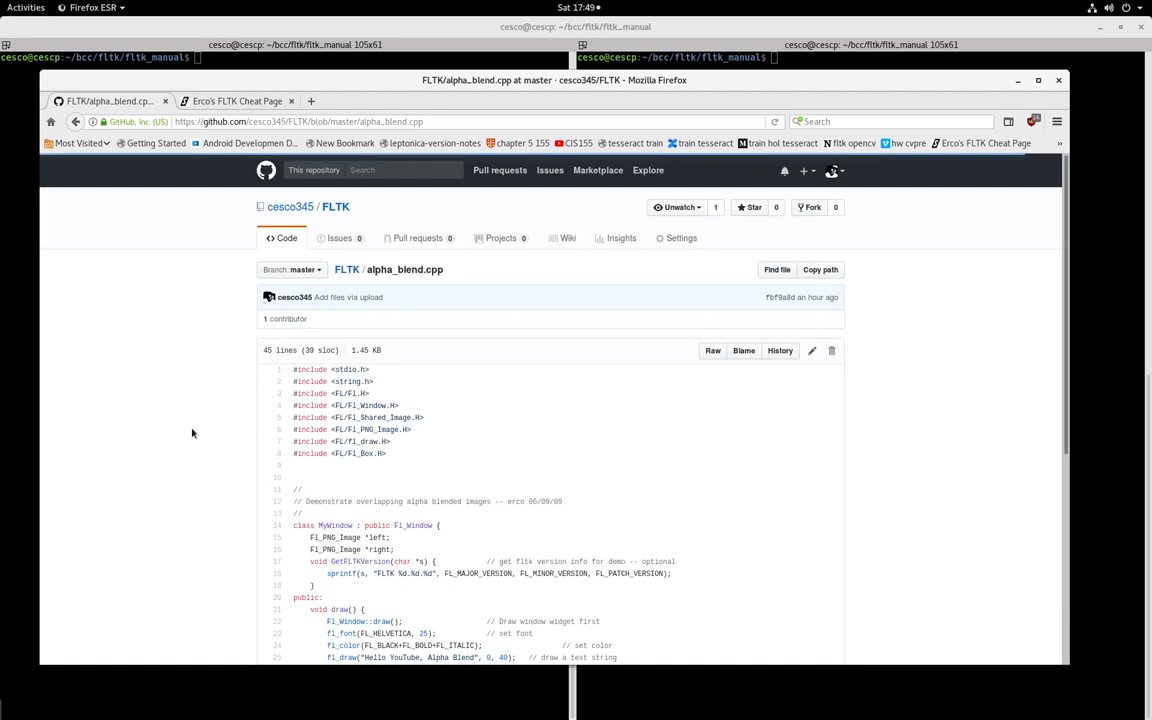 Activities Firefox ESR Sat 17:49
cesco@cescp:~/bcc/fltk/fltk_manual
cesco@cescp: ~/bcc/fltk/fltk_manual 105x61 cesco@cescp: ~/bcc/fltk/fltk_manual 105x61
cesco@cescp:~/bcc/fltk/fltk_manual$ cesco@cescp:~/bcc/fltk/fltk_manual$
FLTK/alpha_blend.cpp at master · cesco345/FLTK - Mozilla Firefox
FLTK/alpha_blend.cp... Erco's FLTK Cheat Page
GitHub, Inc. (US) https://github.com/cesco345/FLTK/blob/master/alpha_blend.cpp Search
Most Visited Getting Started Android Developmen D... New Bookmark leptonica-version-notes chapter 5 155 CIS155 tesseract train train tesseract train hol tesseract fltk opencv hw cvpre Erco's FLTK Cheat Page »
This repository Search Pull requests Issues Marketplace Explore
cesco345 / FLTK Unwatch 1 Star 0 Fork 0
<> Code Issues 0 Pull requests 0 Projects 0 Wiki Insights Settings
Branch: master FLTK / alpha_blend.cpp Find file Copy path
cesco345 Add files via upload fbf9a8d an hour ago
1 contributor
45 lines (39 sloc) 1.45 KB Raw Blame History
1 #include <stdio.h>
2 #include <string.h>
3 #include <FL/Fl.H>
4 #include <FL/Fl_Window.H>
5 #include <FL/Fl_Shared_Image.H>
6 #include <FL/Fl_PNG_Image.H>
7 #include <FL/fl_draw.H>
8 #include <FL/Fl_Box.H>
9
10
11 //
12 // Demonstrate overlapping alpha blended images -- erco 06/09/09
13 //
14 class MyWindow : public Fl_Window {
15 Fl_PNG_Image *left;
16 Fl_PNG_Image *right;
17 void GetFLTKVersion(char *s) { // get fltk version info for demo -- optional
18 sprintf(s, "FLTK %d.%d.%d", FL_MAJOR_VERSION, FL_MINOR_VERSION, FL_PATCH_VERSION);
19 }
20 public:
21 void draw() {
22 Fl_Window::draw(); // Draw window widget first
23 fl_font(FL_HELVETICA, 25); // set font
24 fl_color(FL_BLACK+FL_BOLD+FL_ITALIC); // set color
25 fl_draw("Hello YouTube, Alpha Blend", 0, 40); // draw a text string